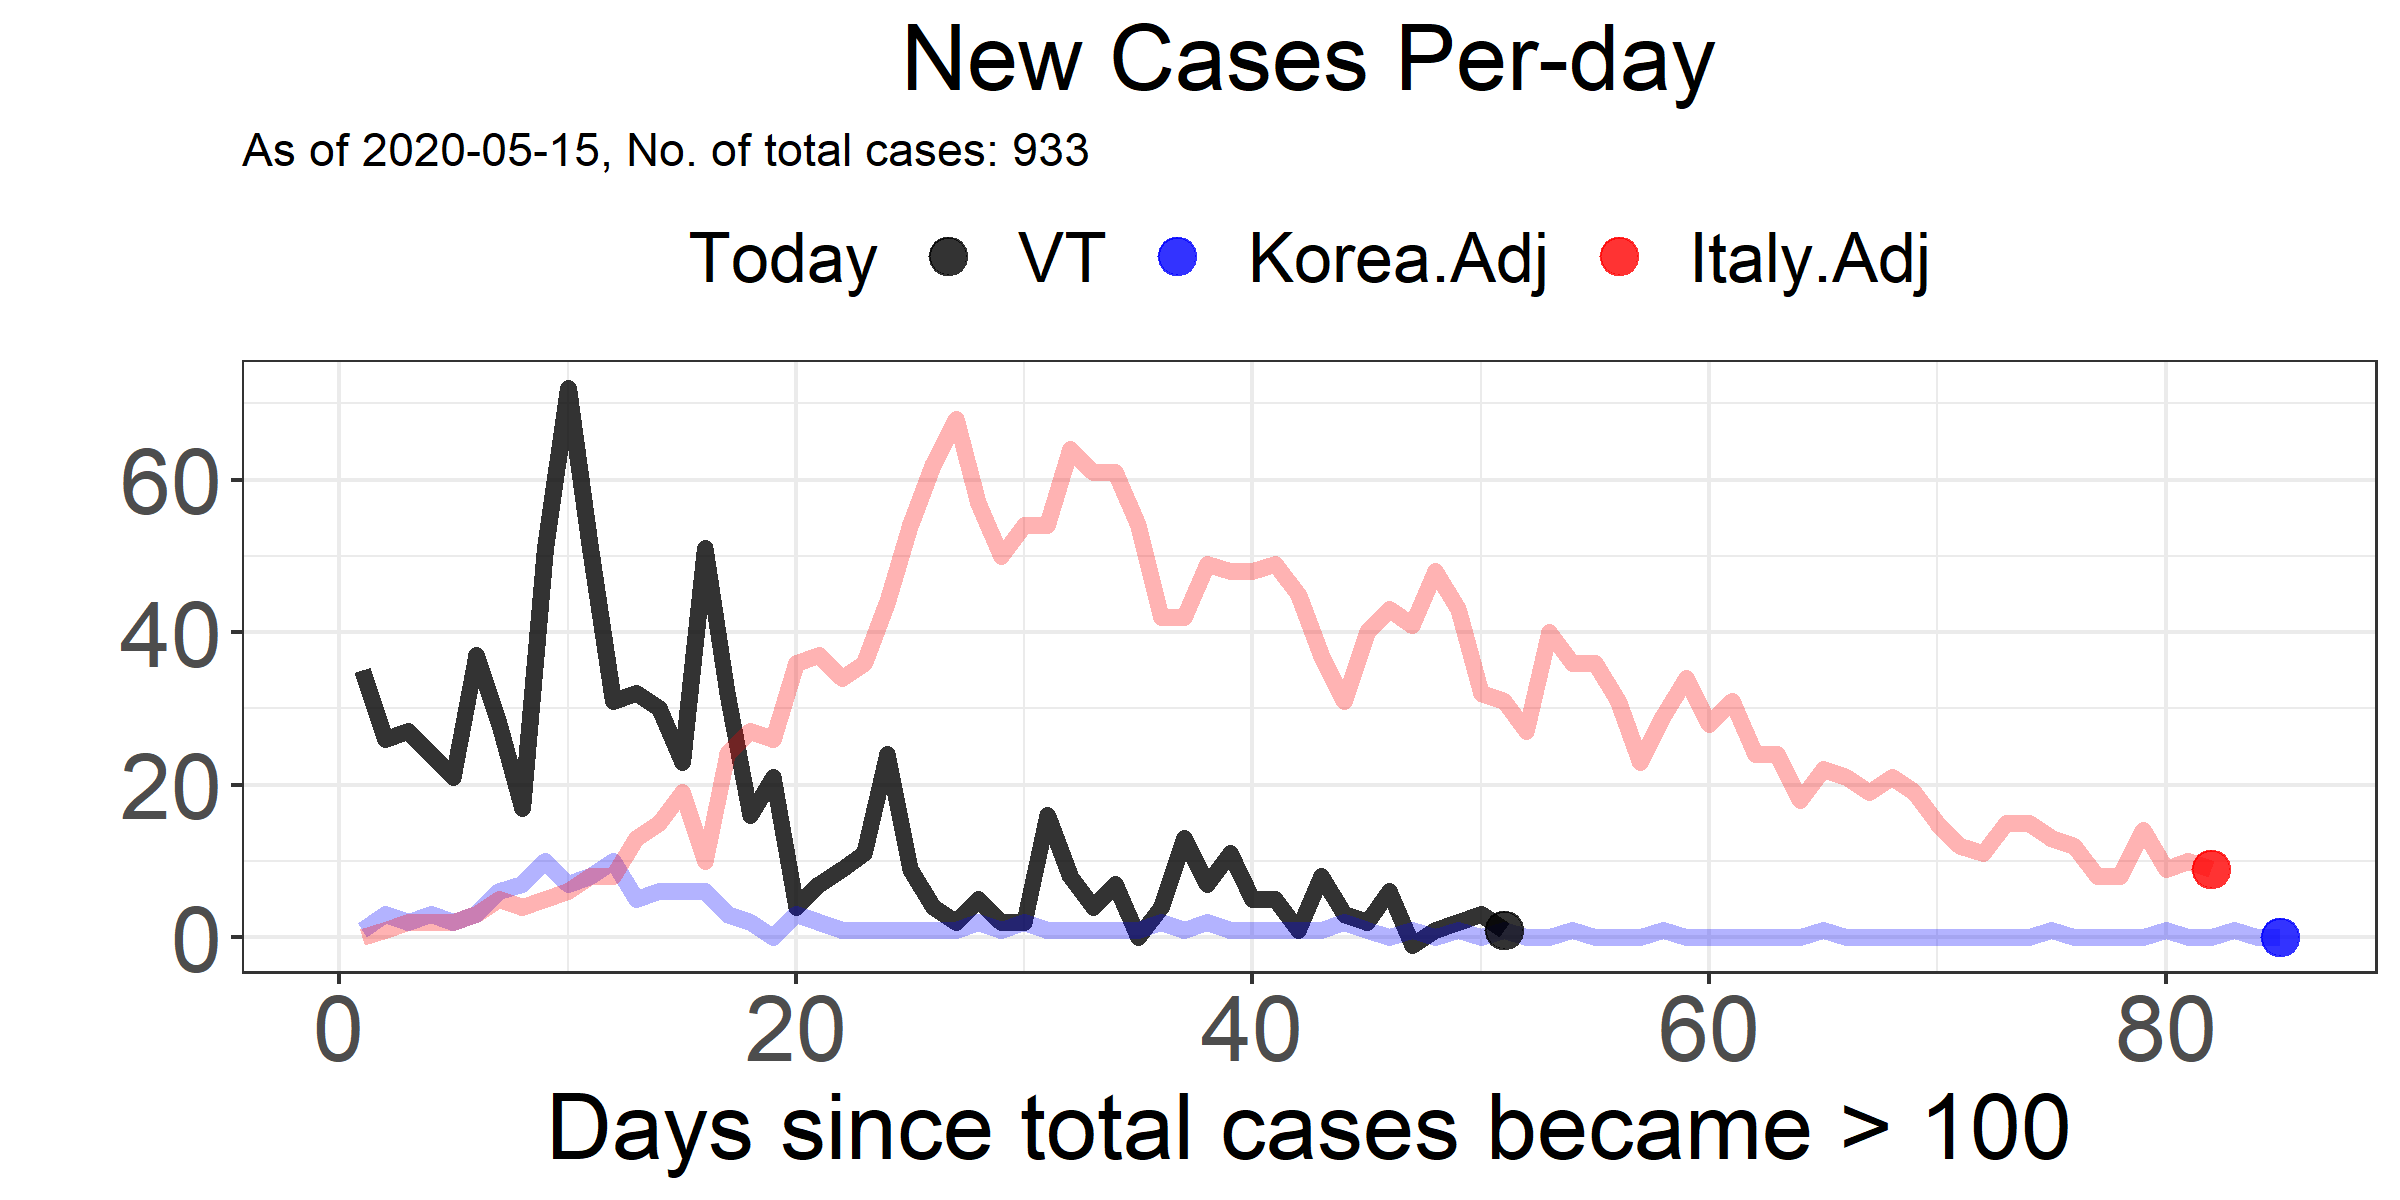 New Cases Per-day
As of 2020-05-15, No. of total cases: 933
Today VT Korea.Adj Italy.Adj
60
40
20
0
0 20 40 60 80
Days since total cases became > 100